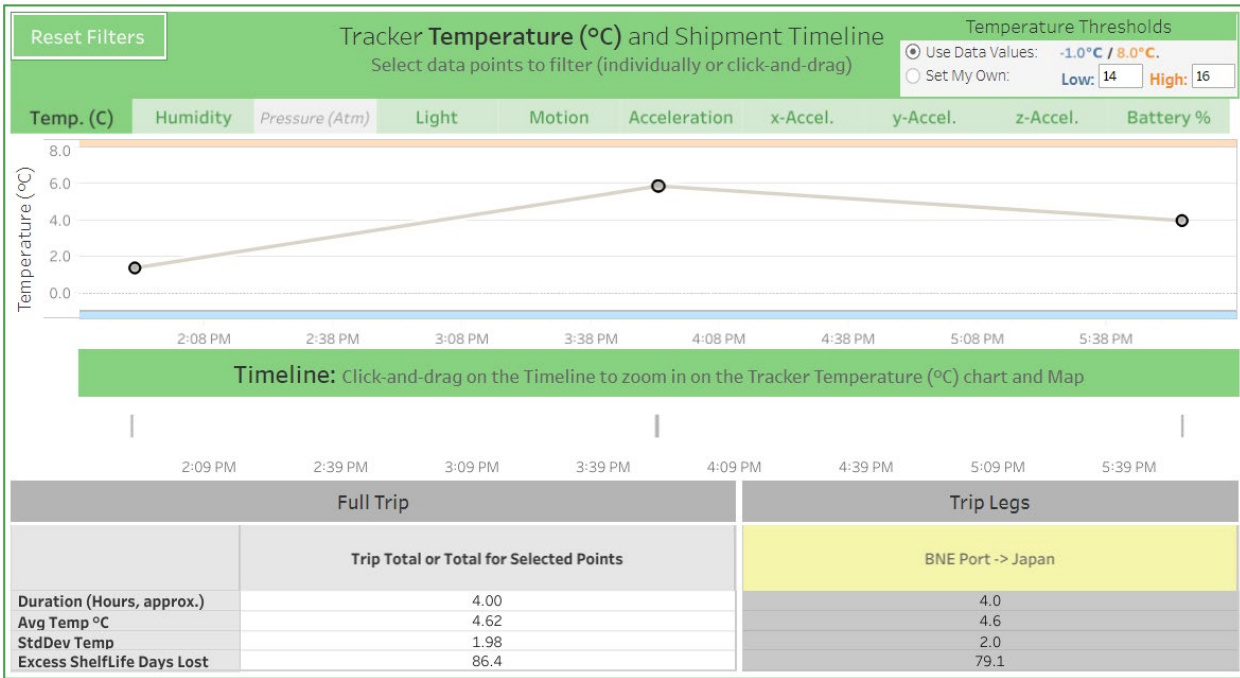 Reset Filters
Tracker Temperature (°C) and Shipment Timeline
Select data points to filter (individually or click-and-drag)
Temperature Thresholds
Use Data Values: -1.0°C / 8.0°C.
Set My Own: Low: 14 High: 16
Temp. (C) Humidity Pressure (Atm) Light Motion Acceleration x-Accel. y-Accel. z-Accel. Battery %
Temperature (°C)
8.0
6.0
4.0
2.0
0.0
2:08 PM 2:38 PM 3:08 PM 3:38 PM 4:08 PM 4:38 PM 5:08 PM 5:38 PM
Timeline: Click-and-drag on the Timeline to zoom in on the Tracker Temperature (°C) chart and Map
2:09 PM 2:39 PM 3:09 PM 3:39 PM 4:09 PM 4:39 PM 5:09 PM 5:39 PM
Full Trip Trip Legs
Trip Total or Total for Selected Points BNE Port -> Japan
Duration (Hours, approx.) 4.00 4.0
Avg Temp °C 4.62 4.6
StdDev Temp 1.98 2.0
Excess ShelfLife Days Lost 86.4 79.1